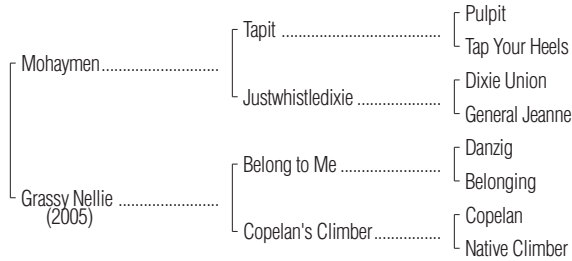 Pulpit
Tapit ........................................
Tap Your Heels
Mohaymen.............................
Dixie Union
Justwhistledixie .....................
General Jeanne
Danzig
Belong to Me .........................
Belonging
Grassy Nellie .........................
(2005)
Copelan
Copelan's Climber.................
Native Climber